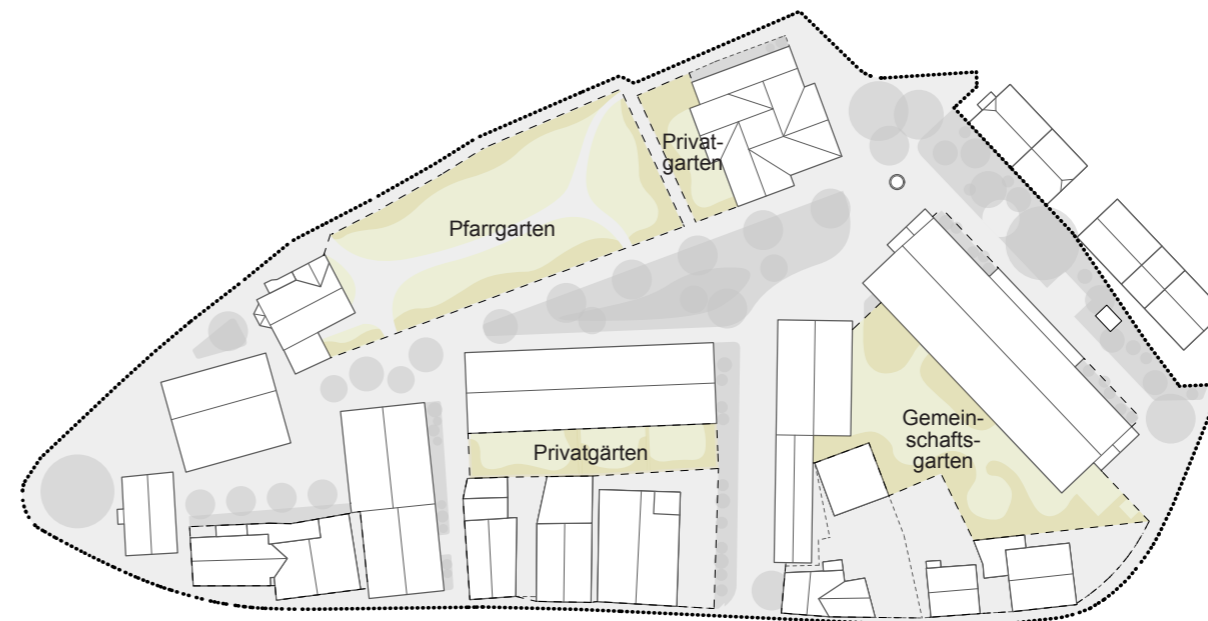 Privat-
garten
Pfarrgarten
Gemein-
schafts-
garten
Privatgärten